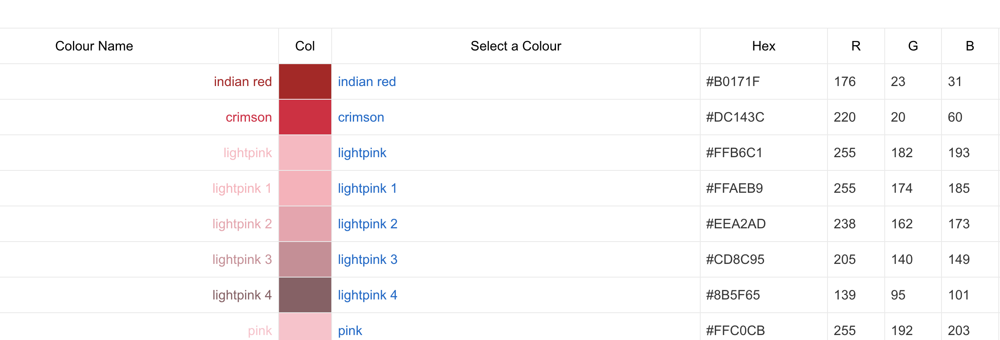 Colour Name Col Select a Colour Hex R G B
indian red indian red #B0171F 176 23 31
crimson crimson #DC143C 220 20 60
lightpink lightpink #FFB6C1 255 182 193
lightpink 1 lightpink 1 #FFAEB9 255 174 185
lightpink 2 lightpink 2 #EEA2AD 238 162 173
lightpink 3 lightpink 3 #CD8C95 205 140 149
lightpink 4 lightpink 4 #8B5F65 139 95 101
pink pink #FFC0CB 255 192 203